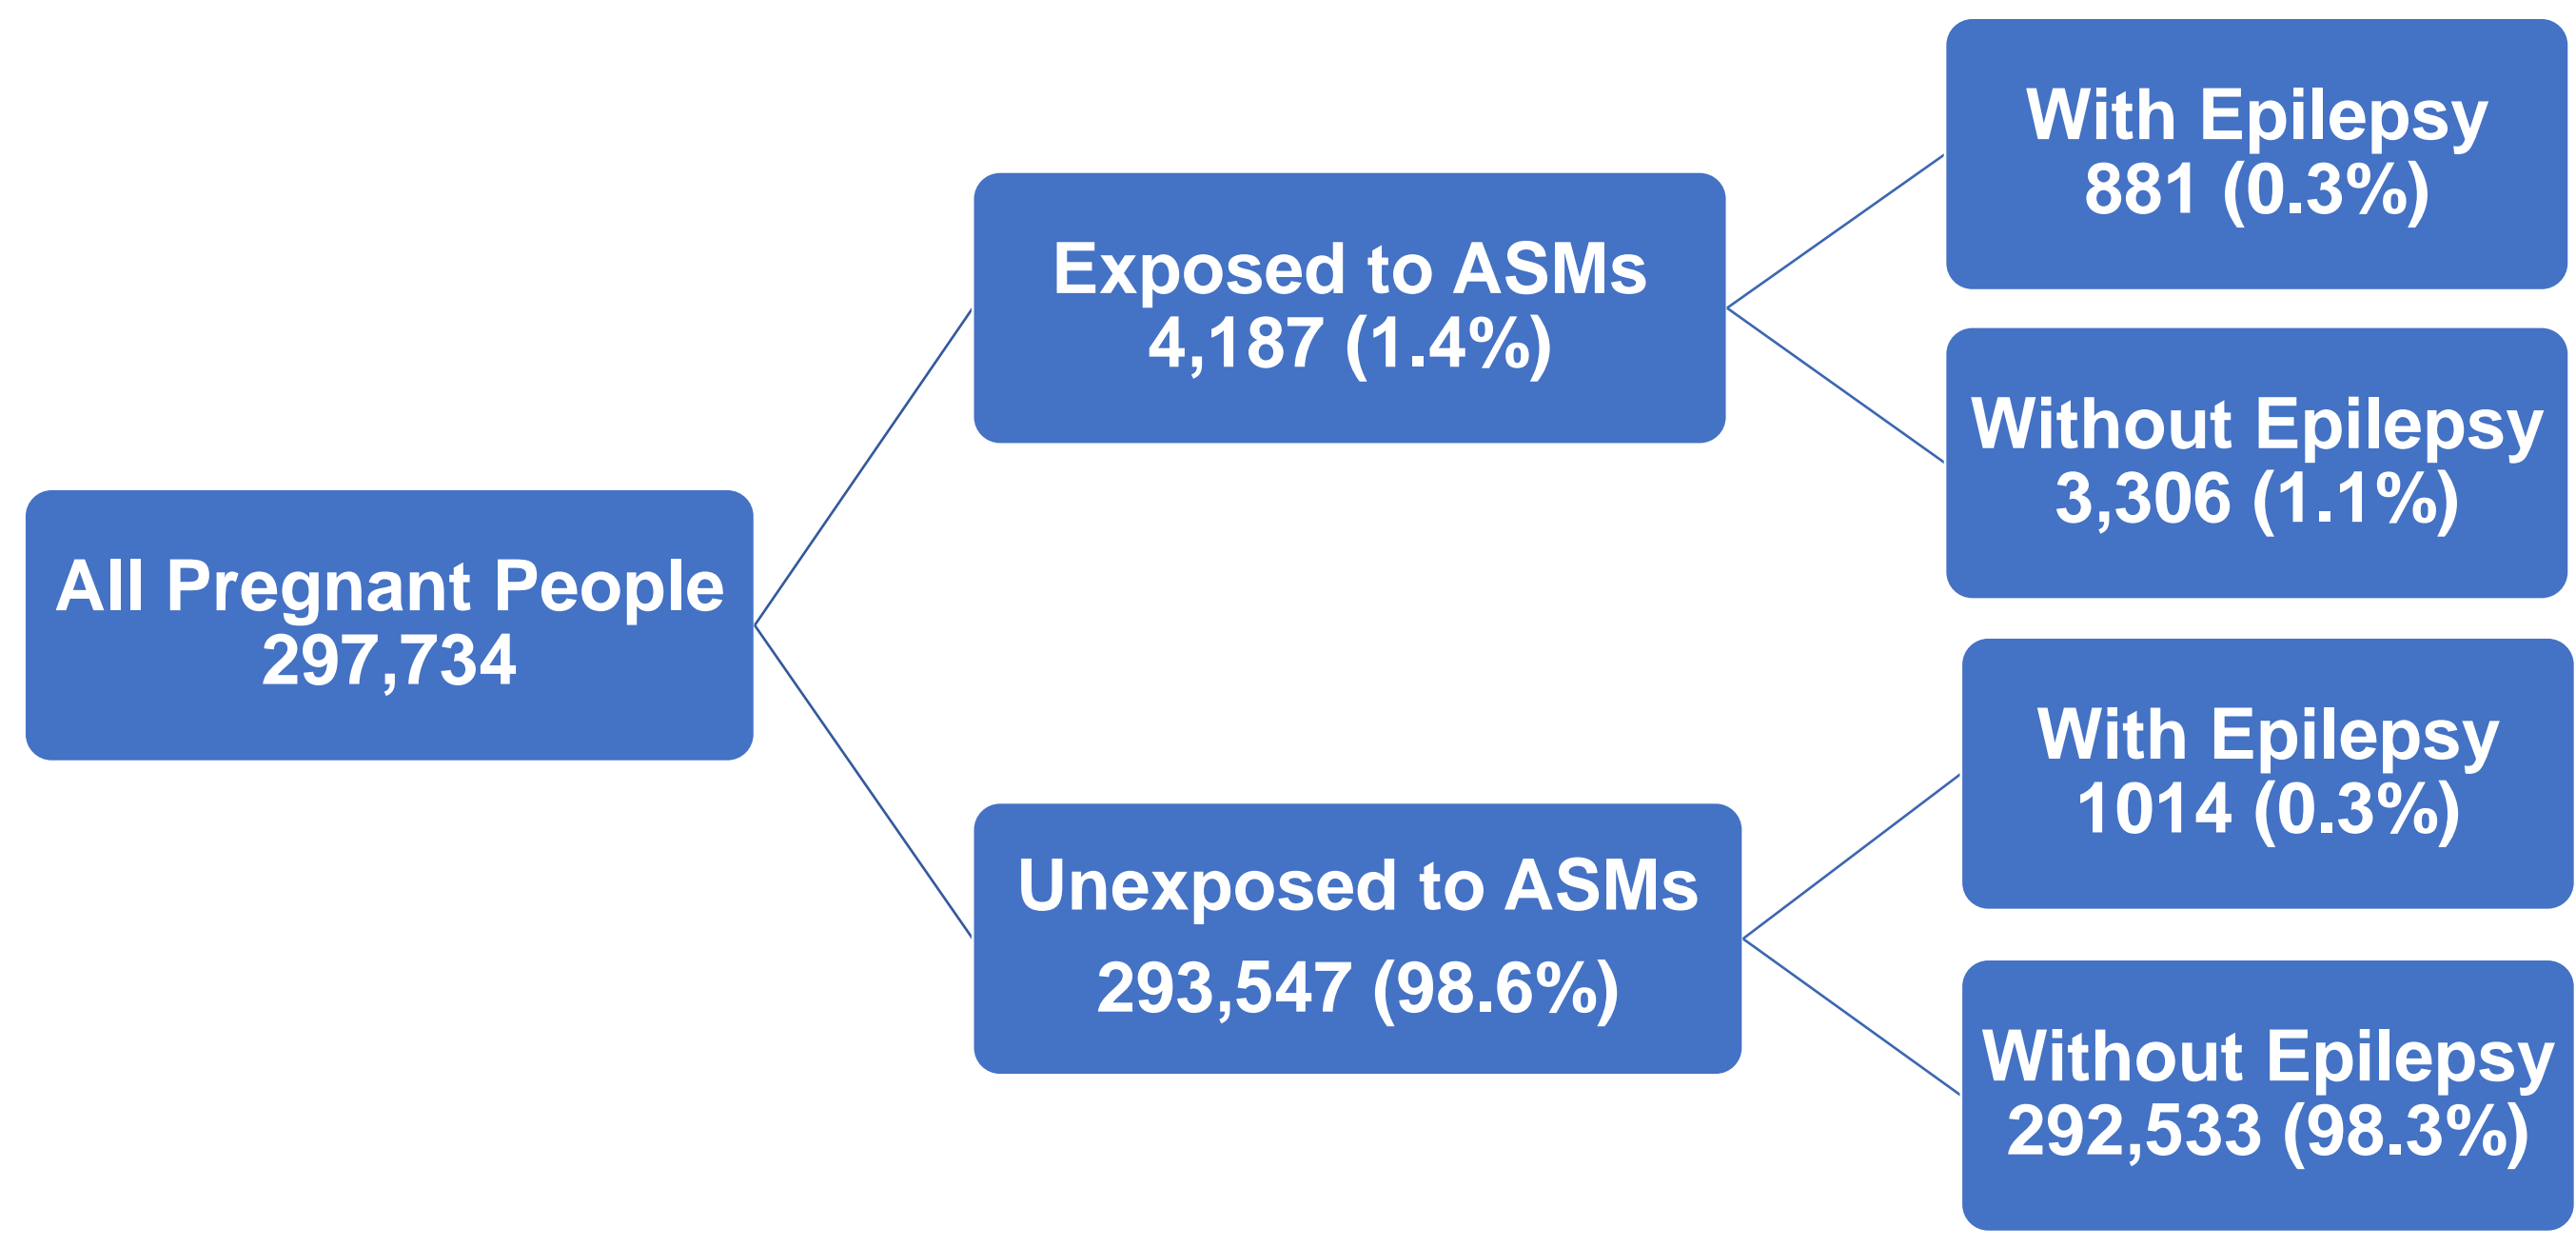 All Pregnant People
297,734
Exposed to ASMs
4,187 (1.4%)
Unexposed to ASMs
293,547 (98.6%)
With Epilepsy
881 (0.3%)
Without Epilepsy
3,306 (1.1%)
With Epilepsy
1014 (0.3%)
Without Epilepsy
292,533 (98.3%)